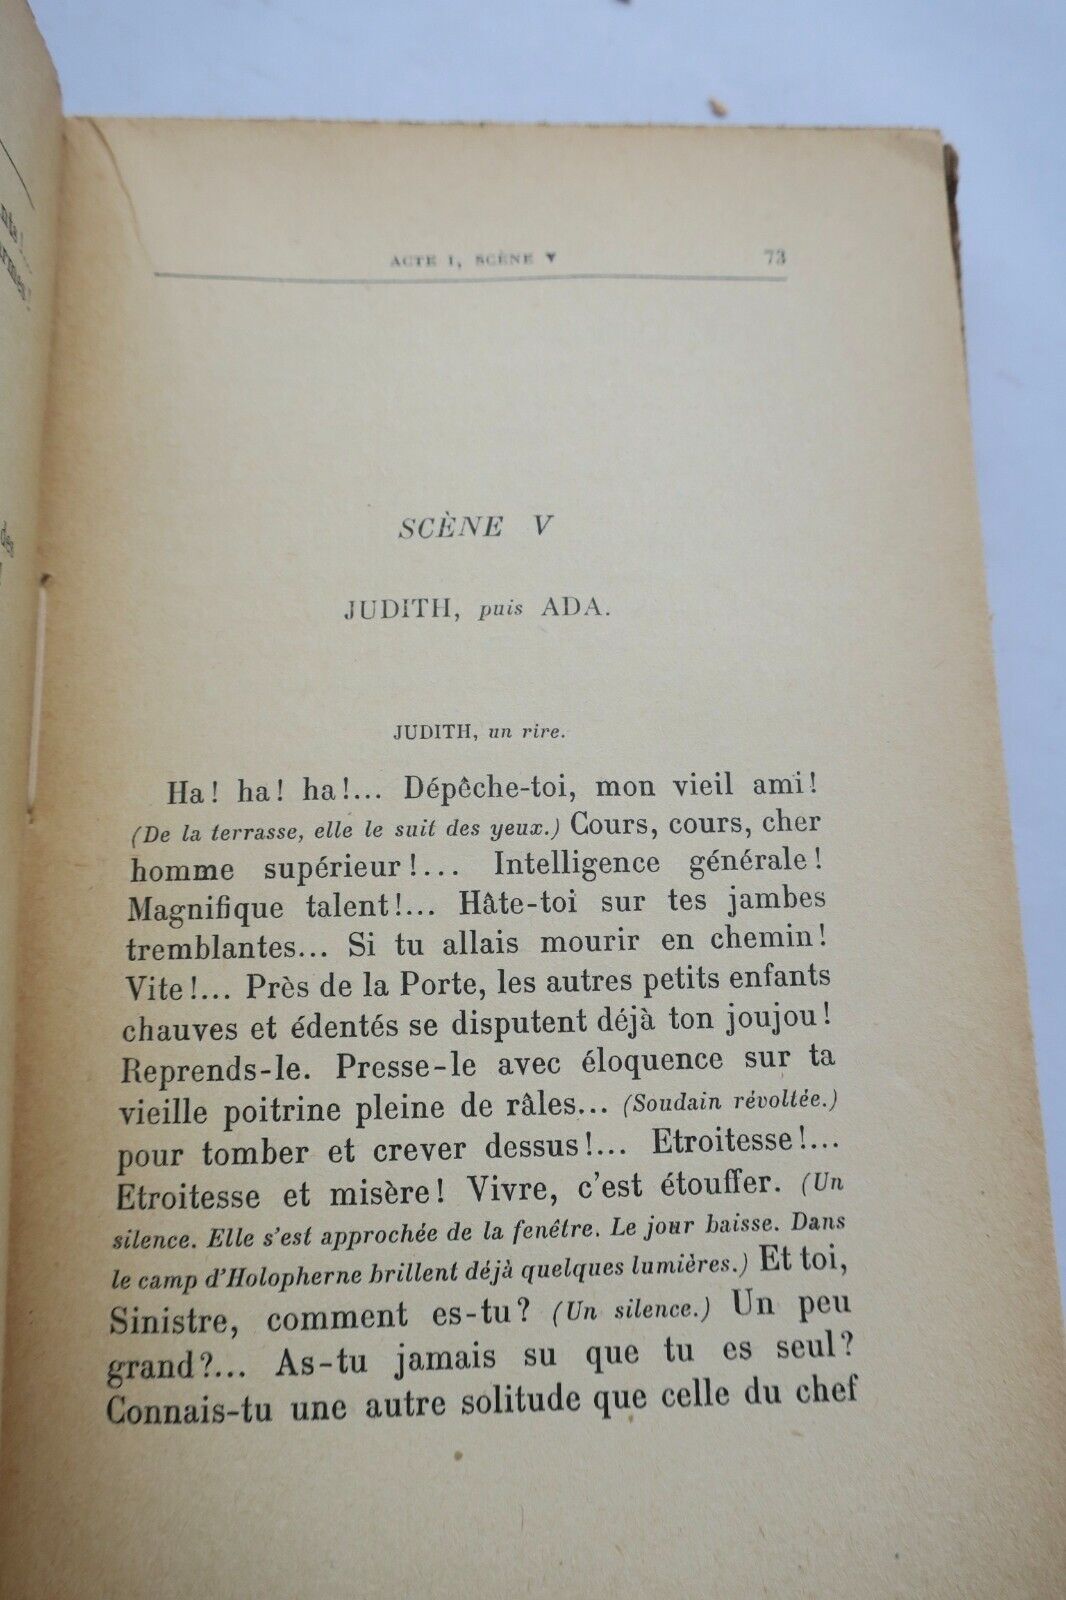 nts!...
des
ACTE I, SCÈNE V 73
SCÈNE V
JUDITH, puis ADA.
JUDITH, un rire.
Ha! ha! ha!... Dépêche-toi, mon vieil ami!
(De la terrasse, elle le suit des yeux.) Cours, cours, cher
homme supérieur!... Intelligence générale!
Magnifique talent!... Hâte-toi sur tes jambes
tremblantes... Si tu allais mourir en chemin!
Vite!... Près de la Porte, les autres petits enfants
chauves et édentés se disputent déjà ton joujou!
Reprends-le. Presse-le avec éloquence sur ta
vieille poitrine pleine de râles... (Soudain révoltée.)
pour tomber et crever dessus!... Etroitesse!...
Etroitesse et misère! Vivre, c'est étouffer. (Un
silence. Elle s'est approchée de la fenêtre. Le jour baisse. Dans
le camp d'Holopherne brillent déjà quelques lumières.) Et toi,
Sinistre, comment es-tu? (Un silence.) Un peu
grand?... As-tu jamais su que tu es seul?
Connais-tu une autre solitude que celle du chef